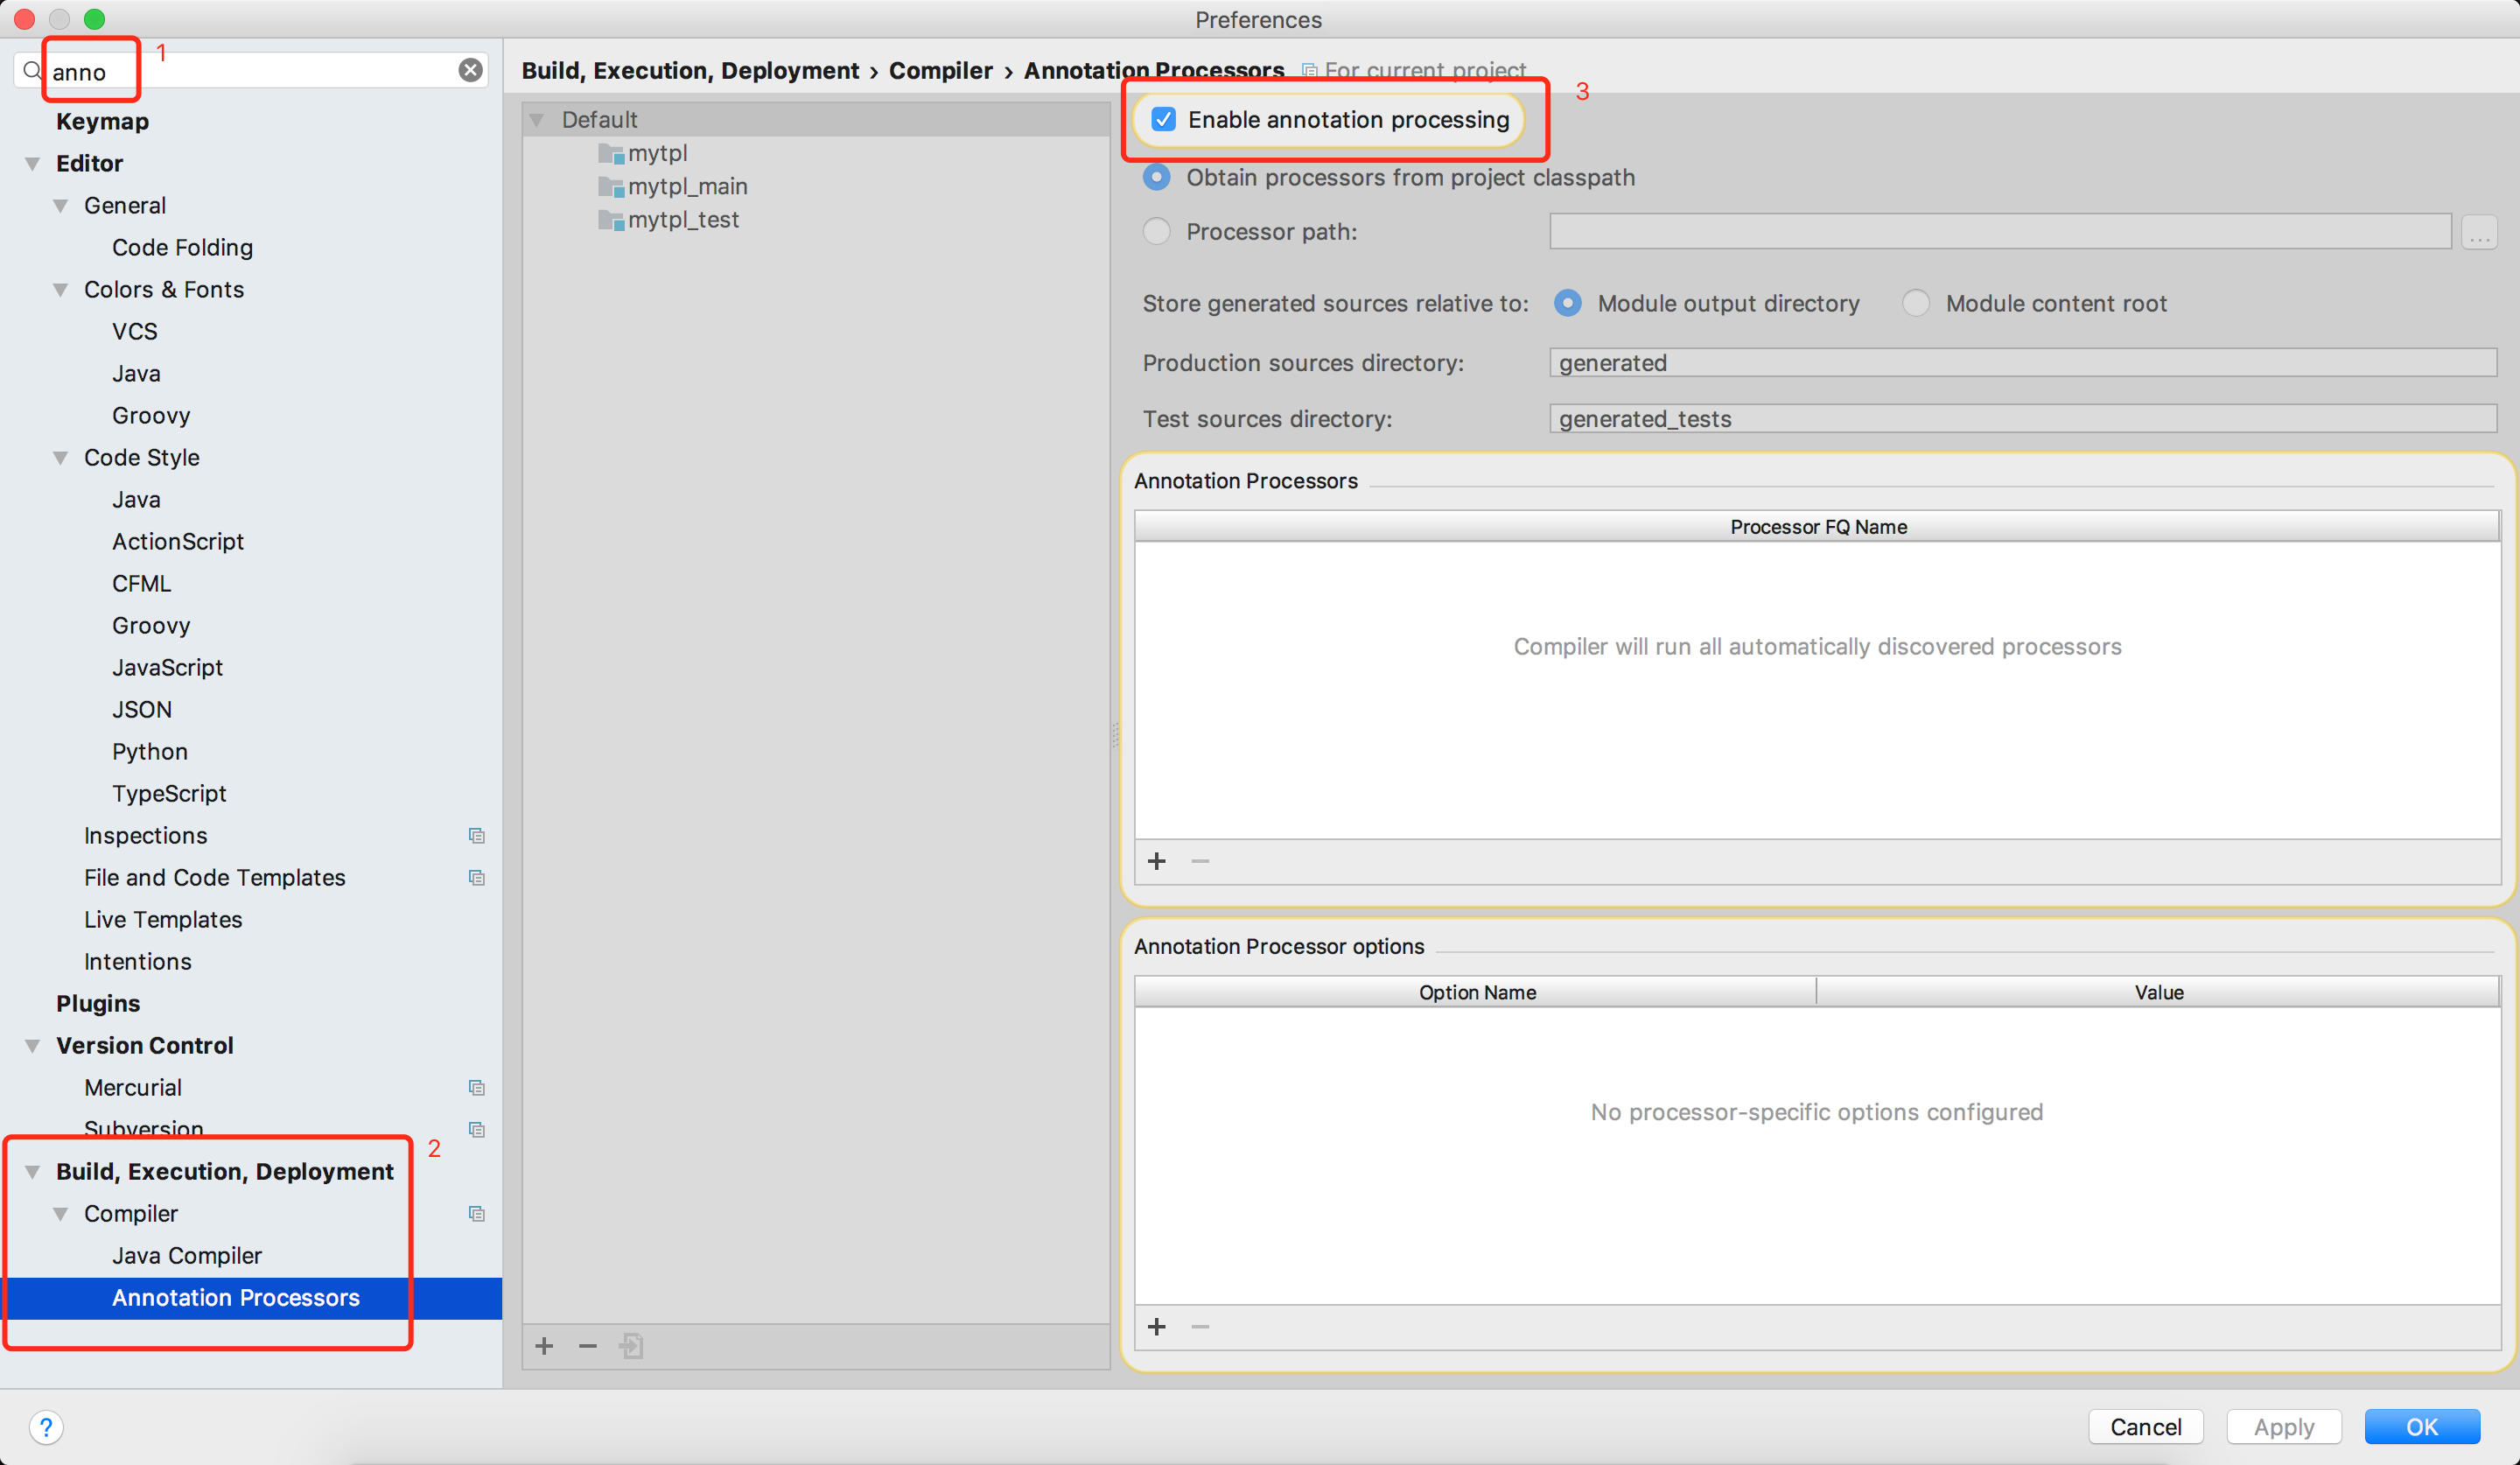 Preferences
anno
1
Keymap
Editor
General
Code Folding
Colors & Fonts
VCS
Java
Groovy
Code Style
Java
ActionScript
CFML
Groovy
JavaScript
JSON
Python
TypeScript
Inspections
File and Code Templates
Live Templates
Intentions
Plugins
Version Control
Mercurial
Subversion
2
Build, Execution, Deployment
Compiler
Java Compiler
Annotation Processors
Build, Execution, Deployment › Compiler › Annotation Processors For current project
Default
mytpl
mytpl_main
mytpl_test
3
Enable annotation processing
Obtain processors from project classpath
Processor path:
...
Store generated sources relative to: Module output directory Module content root
Production sources directory: generated
Test sources directory: generated_tests
Annotation Processors
Processor FQ Name
Compiler will run all automatically discovered processors
Annotation Processor options
Option Name Value
No processor-specific options configured
?
Cancel Apply OK